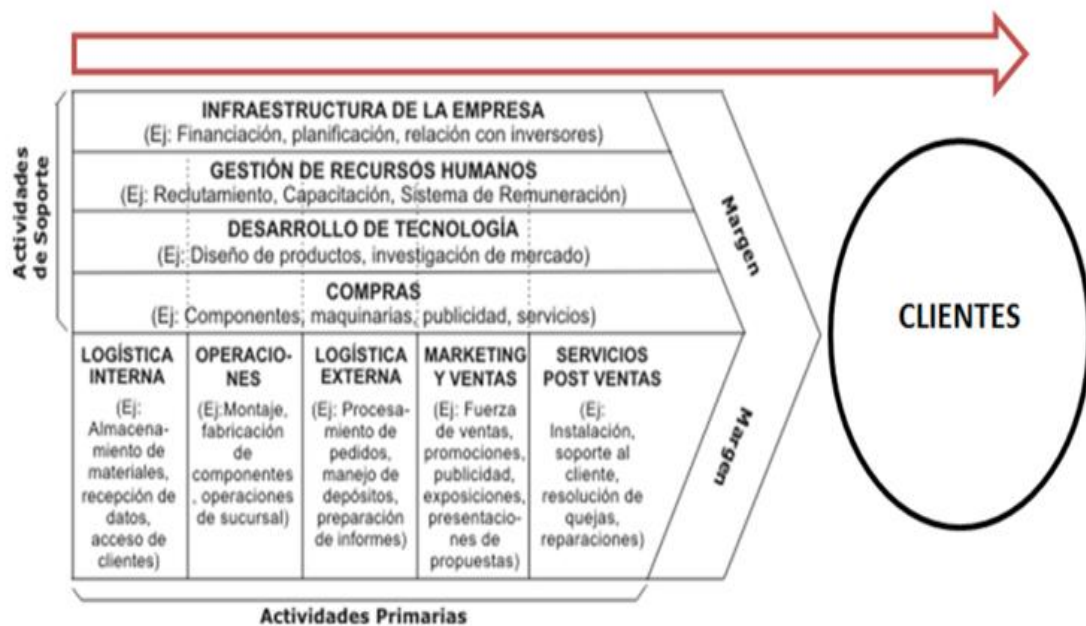 Actividades
de Soporte
INFRAESTRUCTURA DE LA EMPRESA
(Ej: Financiación, planificación, relación con inversores)
GESTIÓN DE RECURSOS HUMANOS
(Ej: Reclutamiento, Capacitación, Sistema de Remuneración)
DESARROLLO DE TECNOLOGÍA
(Ej: Diseño de productos, investigación de mercado)
COMPRAS
(Ej: Componentes, maquinarias, publicidad, servicios)
LOGÍSTICA
INTERNA
(Ej:
Almacena-
miento de
materiales,
recepción de
datos,
acceso de
clientes)
OPERACIO-
NES
(Ej:Montaje,
fabricación
de
componentes
, operaciones
de sucursal)
LOGÍSTICA
EXTERNA
(Ej: Procesa-
miento de
pedidos,
manejo de
depósitos,
preparación
de informes)
MARKETING
Y VENTAS
(Ej: Fuerza
de ventas,
promociones,
publicidad,
exposiciones,
presentacio-
nes de
propuestas)
SERVICIOS
POST VENTAS
(Ej:
Instalación,
soporte al
cliente,
resolución de
quejas,
reparaciones)
Margen
Margen
CLIENTES
Actividades Primarias